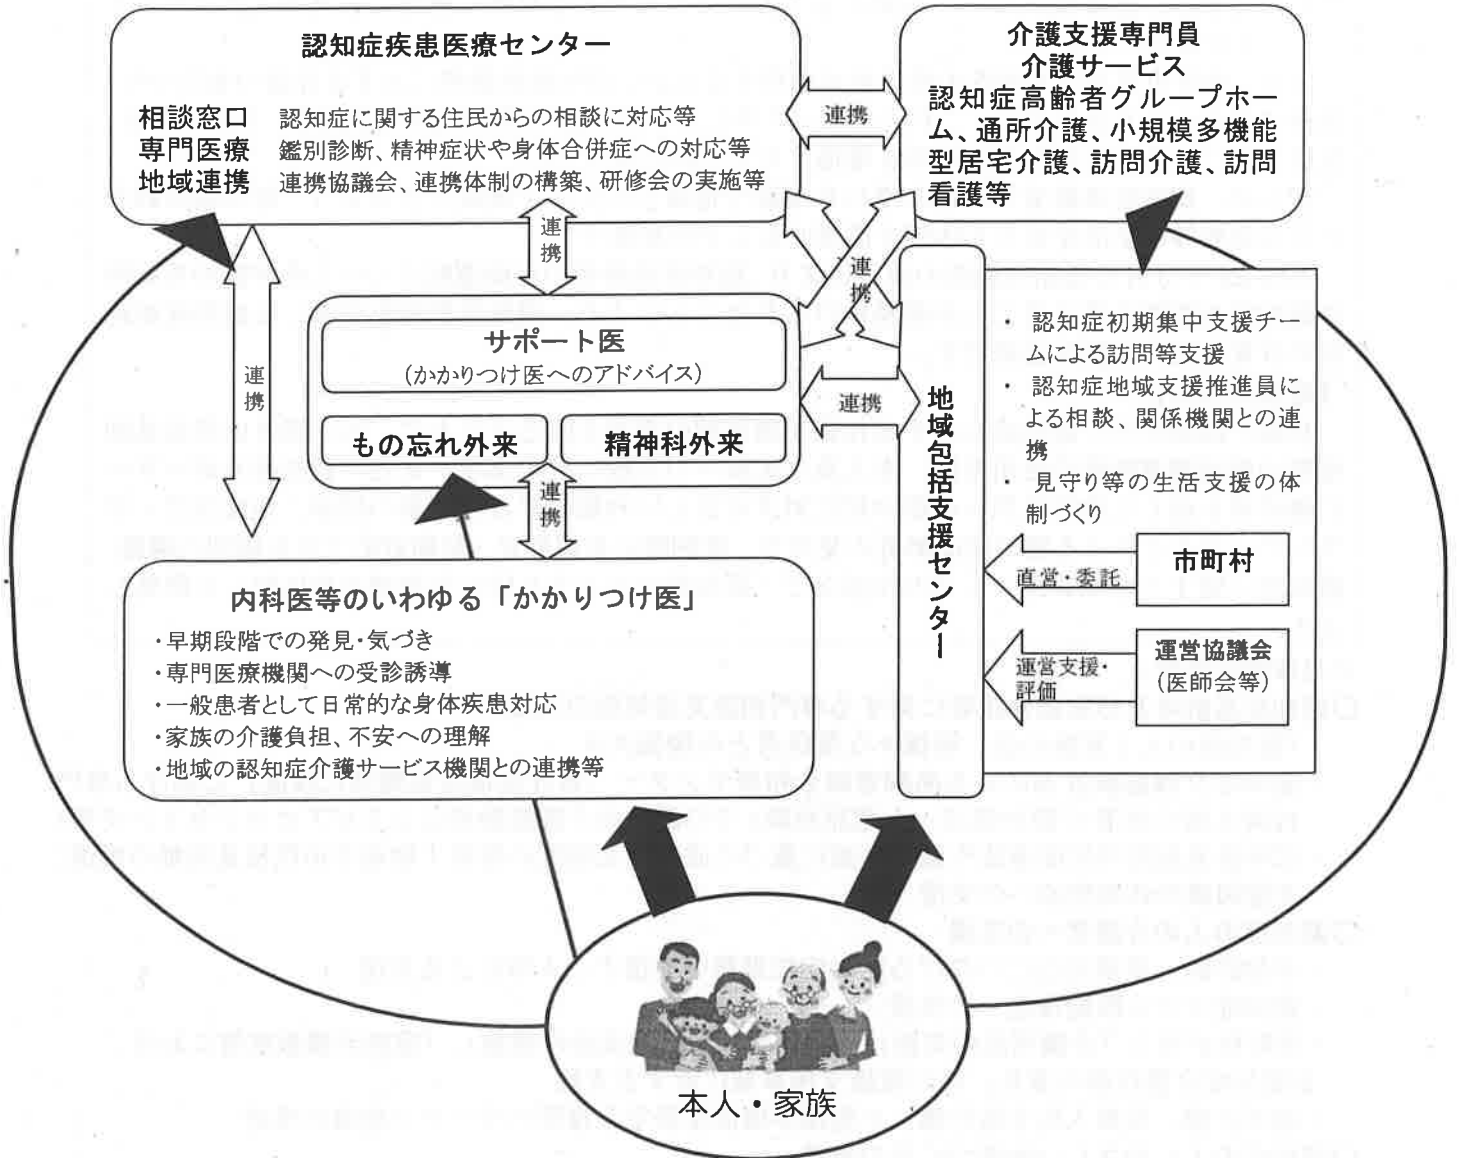 認知症疾患医療センター
相談窓口 認知症に関する住民からの相談に対応等
専門医療 鑑別診断、精神症状や身体合併症への対応等
地域連携 連携協議会、連携体制の構築、研修会の実施等
連携
介護支援専門員
介護サービス
認知症高齢者グループホー
ム、通所介護、小規模多機能
型居宅介護、訪問介護、訪問
看護等
連携
連携
連携
サポート医
(かかりつけ医へのアドバイス)
もの忘れ外来
精神科外来
連携
連携
地域包括支援センター
・ 認知症初期集中支援チー
ムによる訪問等支援
・ 認知症地域支援推進員に
よる相談、関係機関との連
携
・ 見守り等の生活支援の体
制づくり
直営・委託
市町村
運営支援・
評価
運営協議会
(医師会等)
内科医等のいわゆる「かかりつけ医」
・早期段階での発見・気づき
・専門医療機関への受診誘導
・一般患者として日常的な身体疾患対応
・家族の介護負担、不安への理解
・地域の認知症介護サービス機関との連携等
本人・家族